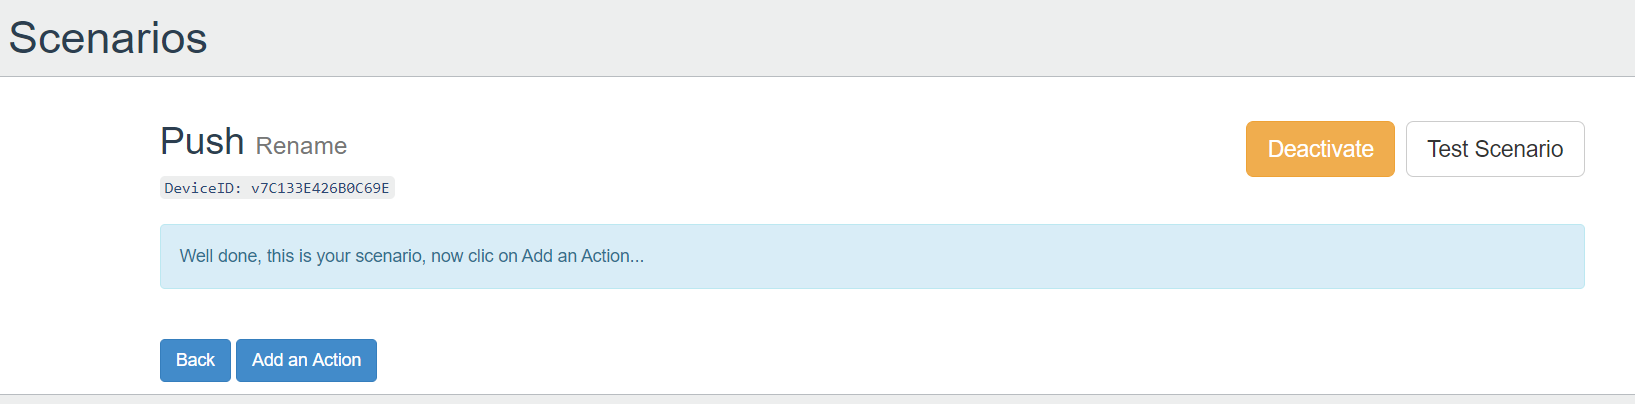 Scenarios
Push Rename
Deactivate
Test Scenario
DeviceID: v7C133E426B0C69E
Well done, this is your scenario, now clic on Add an Action...
Back
Add an Action